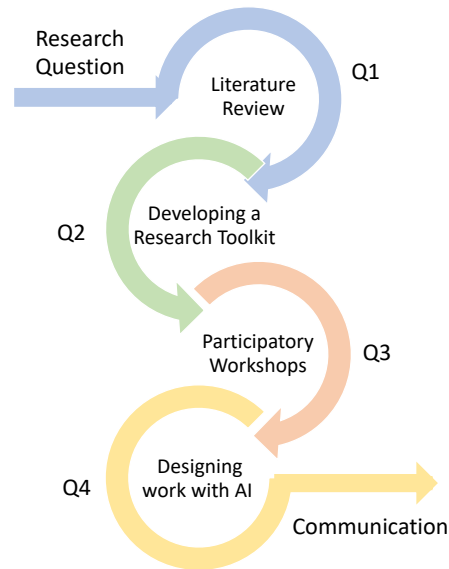 Research
Question
Q1
Literature
Review
Developing a
Research Toolkit
Q2
Participatory
Workshops
Q3
Designing
work with AI
Q4
Communication